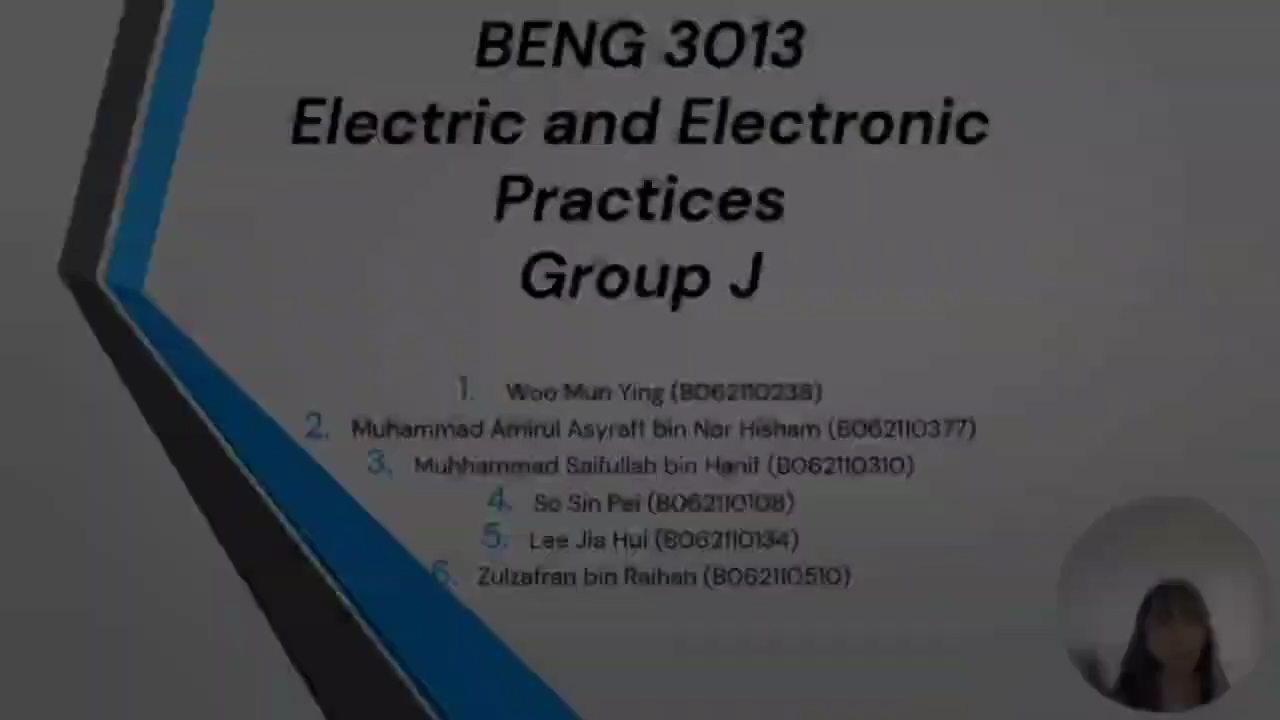 BENG 3013
Electric and Electronic
Practices
Group J
1. Woo Mun Ying (B062110238)
2. Muhammad Amirul Asyraff bin Nor Hisham (B062110377)
3. Muhhammad Saifullah bin Hanif (B062110310)
4. So Sin Pei (B062110108)
5. Lee Jia Hui (B062110134)
6. Zulzafran bin Raihan (B062110510)